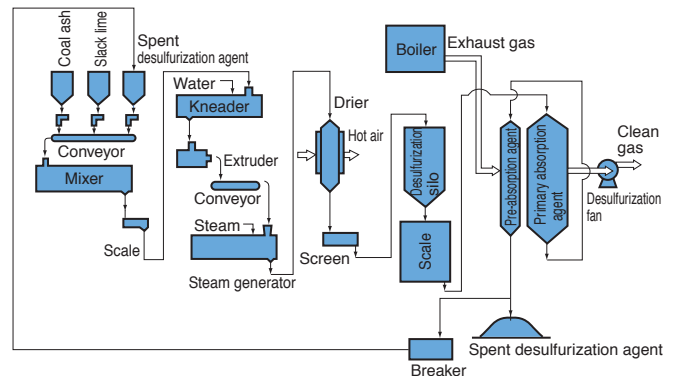 Coal ash
Slack lime
Spent
desulfurization agent
Water
Kneader
Conveyor
Mixer
Scale
Extruder
Conveyor
Steam
Steam generator
Drier
Hot air
Screen
Desulfurization
silo
Scale
Boiler
Exhaust gas
Pre-absorption agent
Primary absorption
agent
Clean
gas
Desulfurization
fan
Spent desulfurization agent
Breaker